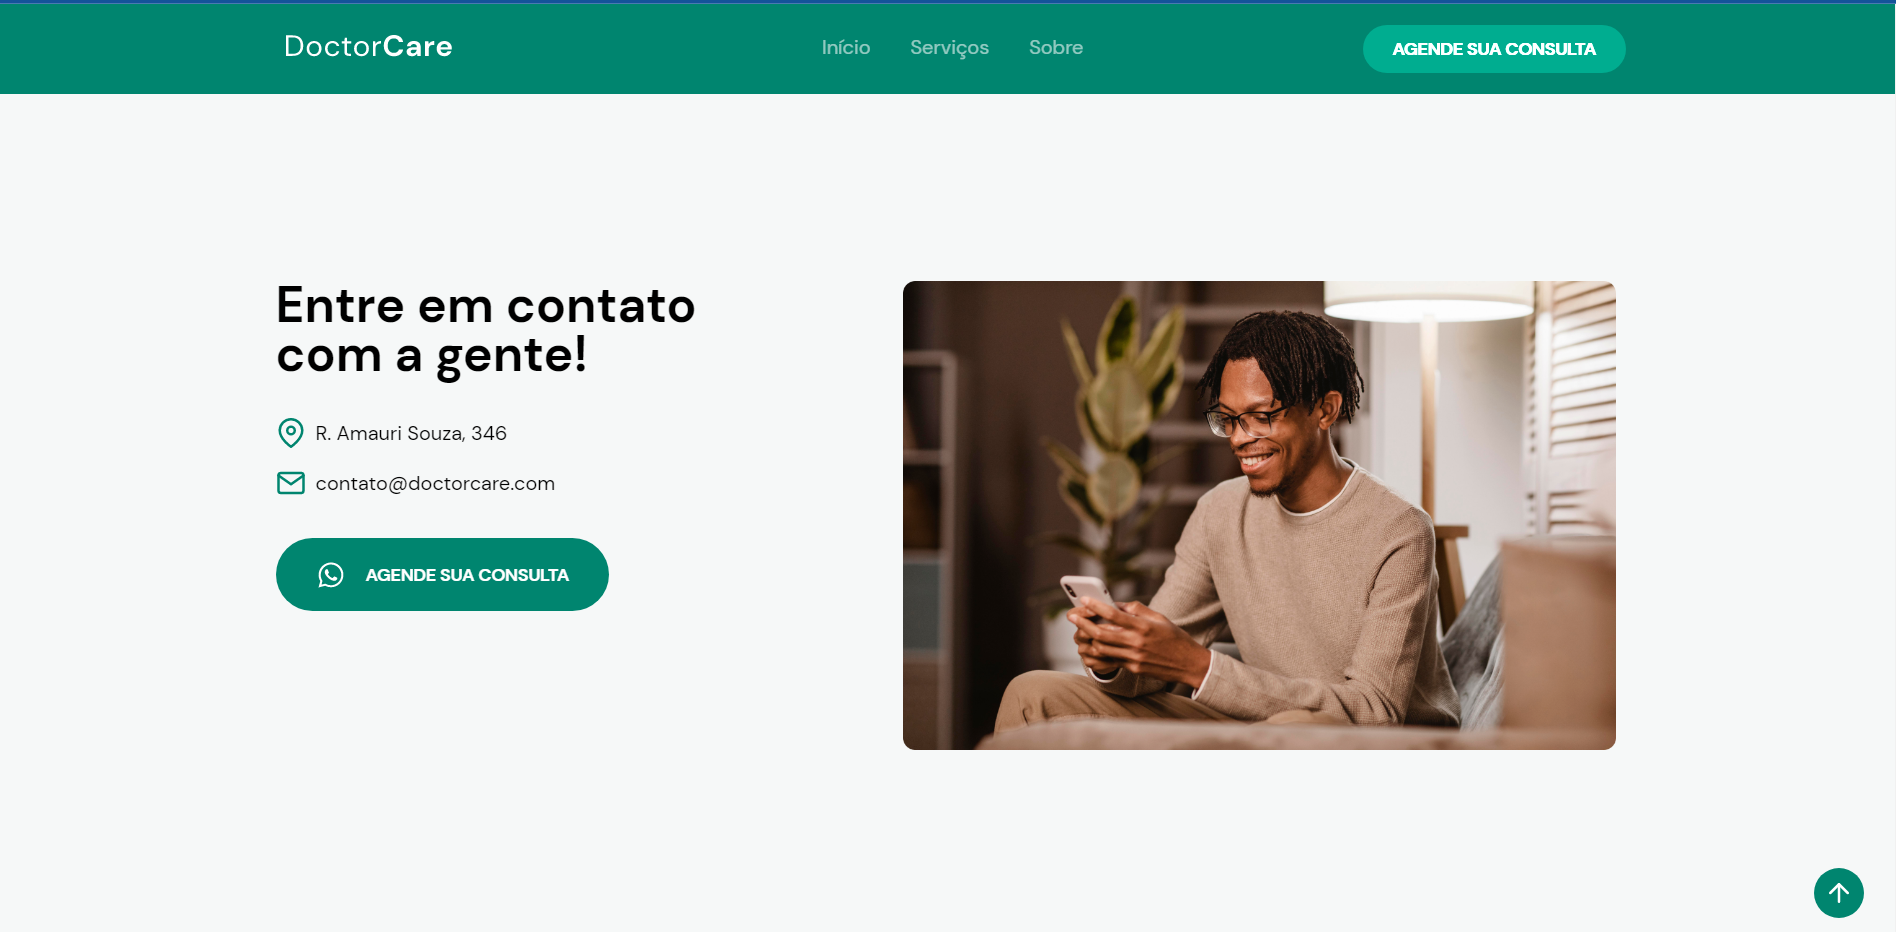 DoctorCare
Início
Serviços
Sobre
AGENDE SUA CONSULTA
Entre em contato
com a gente!
R. Amauri Souza, 346
contato@doctorcare.com
AGENDE SUA CONSULTA